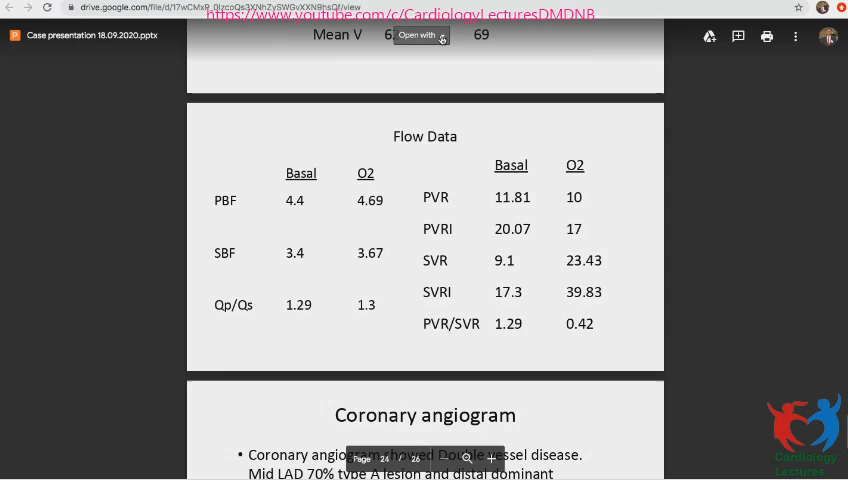 drive.google.com/file/d/17wCMxR_0IzcoQs3XNhZySWGvXXN9hsQf/view
https://www.youtube.com/c/CardiologyLecturesDMDNB
Case presentation 18.09.2020.pptx
Open with
Mean V 69
Flow Data
Basal O2
PBF 4.4 4.69
SBF 3.4 3.67
Qp/Qs 1.29 1.3
Basal O2
PVR 11.81 10
PVRI 20.07 17
SVR 9.1 23.43
SVRI 17.3 39.83
PVR/SVR 1.29 0.42
Coronary angiogram
• Coronary angiogram showed Double vessel disease.
Mid LAD 70% type A lesion and distal dominant
Page 24 / 26
Cardiology
Lectures